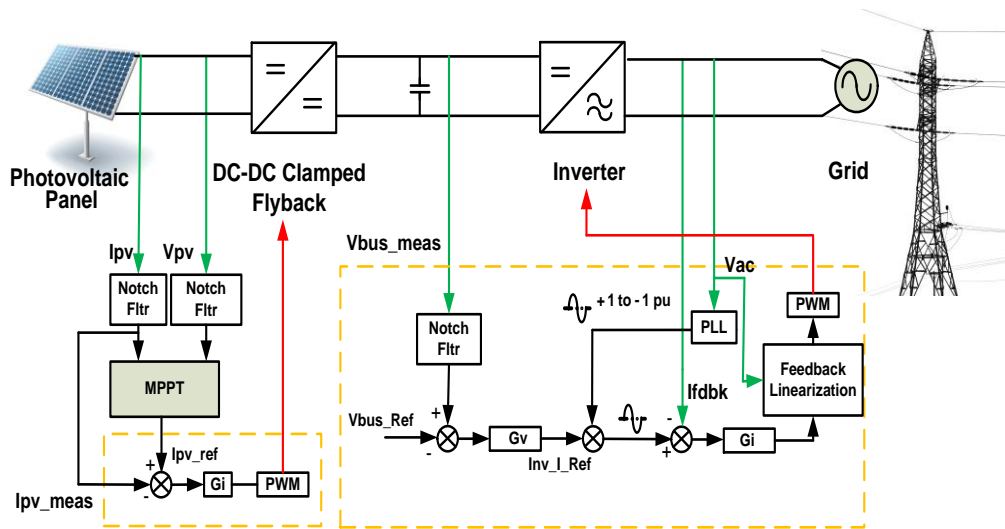 Photovoltaic
Panel
DC-DC Clamped
Flyback
Inverter
Grid
Ipv
Vpv
Vbus_meas
Vac
Notch
Fltr
Notch
Fltr
Notch
Fltr
+ 1 to - 1 pu
PLL
PWM
MPPT
Ifdbk
Feedback
Linearization
Vbus_Ref
+
-
Gv
Inv_I_Ref
-
+
Gi
Ipv_ref
+
-
Gi
PWM
Ipv_meas